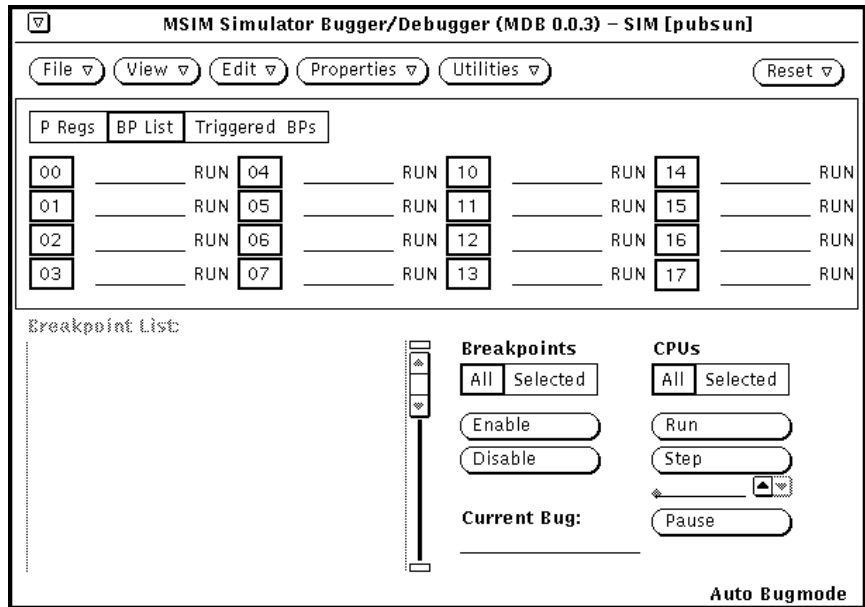 MSIM Simulator Bugger/Debugger (MDB 0.0.3) – SIM [pubsun]
File View Edit Properties Utilities Reset
P Regs BP List Triggered BPs
00 RUN 04 RUN 10 RUN 14 RUN
01 RUN 05 RUN 11 RUN 15 RUN
02 RUN 06 RUN 12 RUN 16 RUN
03 RUN 07 RUN 13 RUN 17 RUN
Breakpoint List:
Breakpoints CPUs
All Selected All Selected
Enable Run
Disable Step
Current Bug: Pause
Auto Bugmode